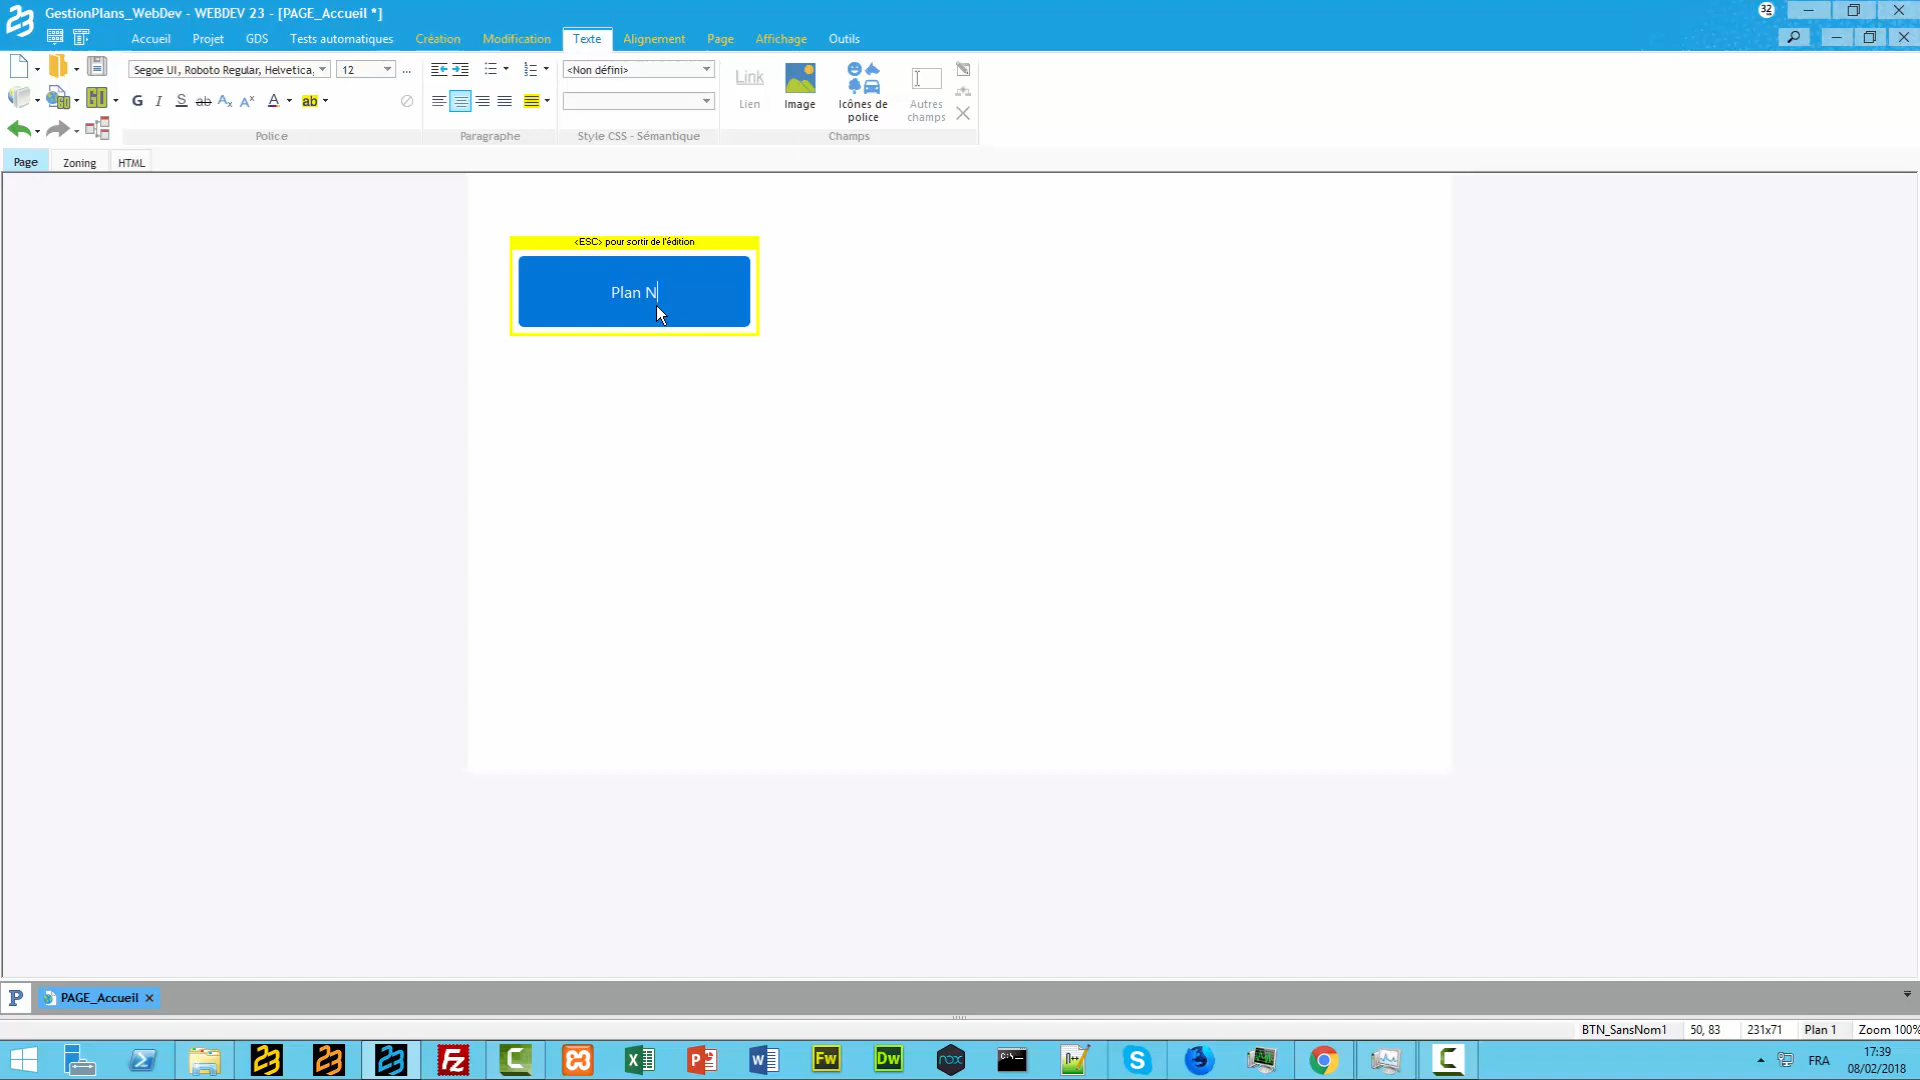 GestionPlans_WebDev - WEBDEV 23 - [PAGE_Accueil *]
32
Accueil Projet GDS Tests automatiques Création Modification Texte Alignement Page Affichage Outils
Segoe UI, Roboto Regular, Helvetica, 12 ... <Non défini>
Link
Lien Image Icônes de police Autres champs
G I S ab A ab
Police Paragraphe Style CSS - Sémantique Champs
Page Zoning HTML
<ESC> pour sortir de l'édition
Plan N
PAGE_Accueil
BTN_SansNom1 50, 83 231x71 Plan 1 Zoom 100%
FRA
17:39
08/02/2018